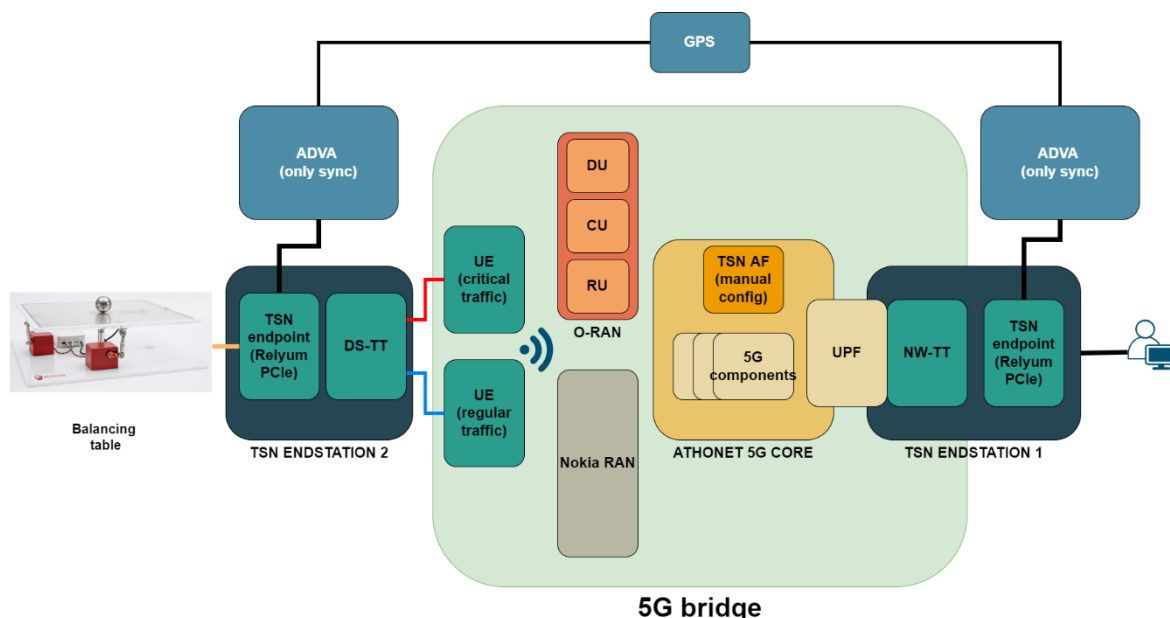 GPS
ADVA
(only sync)
ADVA
(only sync)
DU
CU
RU
O-RAN
UE
(critical
traffic)
UE
(regular
traffic)
Nokia RAN
TSN AF
(manual
config)
5G
components
ATHONET 5G CORE
UPF
NW-TT
TSN
endpoint
(Relyum
PCIe)
TSN ENDSTATION 1
TSN
endpoint
(Relyum
PCIe)
DS-TT
TSN ENDSTATION 2
Balancing
table
5G bridge